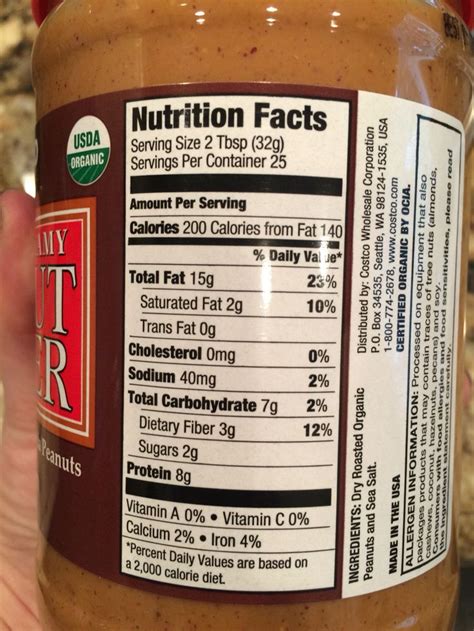 USDA
ORGANIC
AMY
UT
ER
Peanuts
Nutrition Facts
Serving Size 2 Tbsp (32g)
Servings Per Container 25
Amount Per Serving
Calories 200 Calories from Fat 140
% Daily Value*
Total Fat 15g 23%
Saturated Fat 2g 10%
Trans Fat 0g
Cholesterol 0mg 0%
Sodium 40mg 2%
Total Carbohydrate 7g 2%
Dietary Fiber 3g 12%
Sugars 2g
Protein 8g
Vitamin A 0% • Vitamin C 0%
Calcium 2% • Iron 4%
*Percent Daily Values are based on
a 2,000 calorie diet.
INGREDIENTS: Dry Roasted Organic
Peanuts and Sea Salt.
Distributed by: Costco Wholesale Corporation
P.O. Box 34535, Seattle, WA 98124-1535, USA
1-800-774-2678, www.costco.com
CERTIFIED ORGANIC BY OCIA.
MADE IN THE USA
ALLERGEN INFORMATION: Processed on equipment that also
packages products that may contain traces of tree nuts (almonds,
cashews, coconut, hazelnuts, pecans) and soy.
Consumers with food allergies and food sensitivities, please read
the ingredient statement carefully.